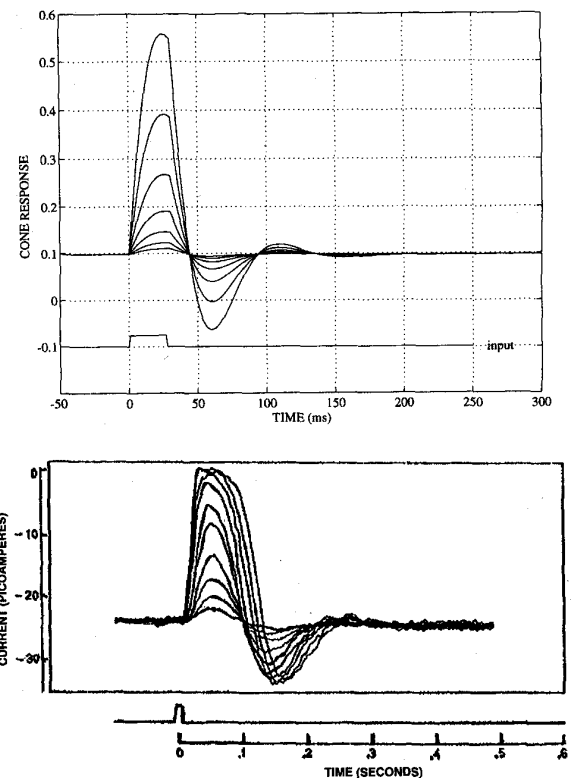 0.6
0.5
0.4
0.3
0.2
0.1
0
-0.1
CONE RESPONSE
input
-50 0 50 100 150 200 250 300
TIME (ms)
0
-10
-20
-30
CURRENT (PICOAMPERES)
0 .1 .2 .3 .4 .5 .6
TIME (SECONDS)